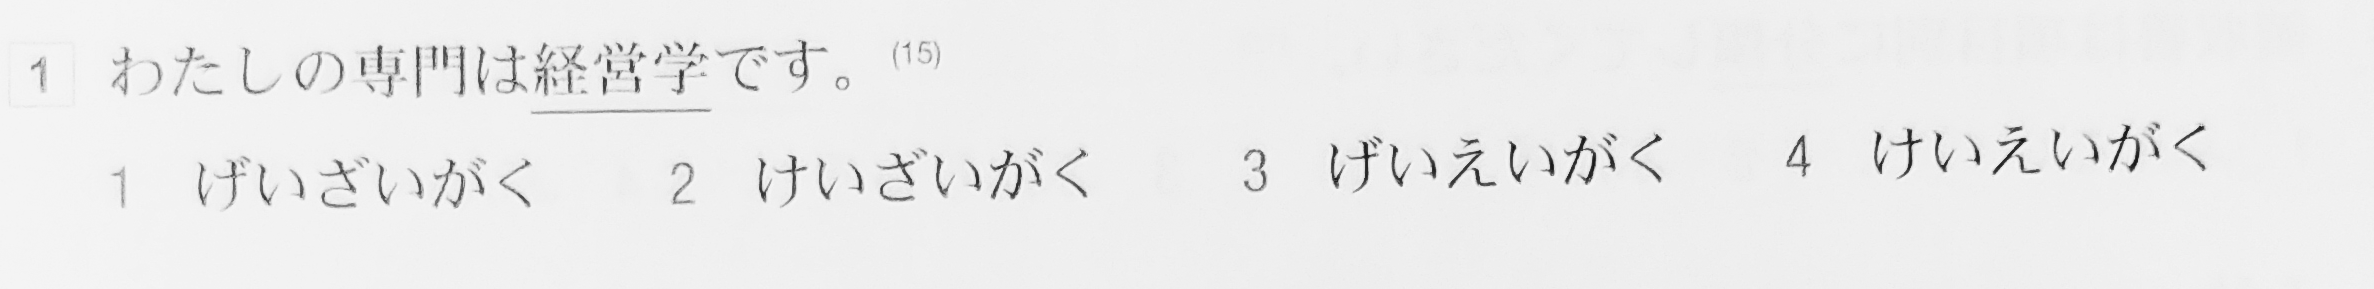 1 わたしの専門は経営学です。(15)
1 げいざいがく 2 けいざいがく 3 げいえいがく 4 けいえいがく